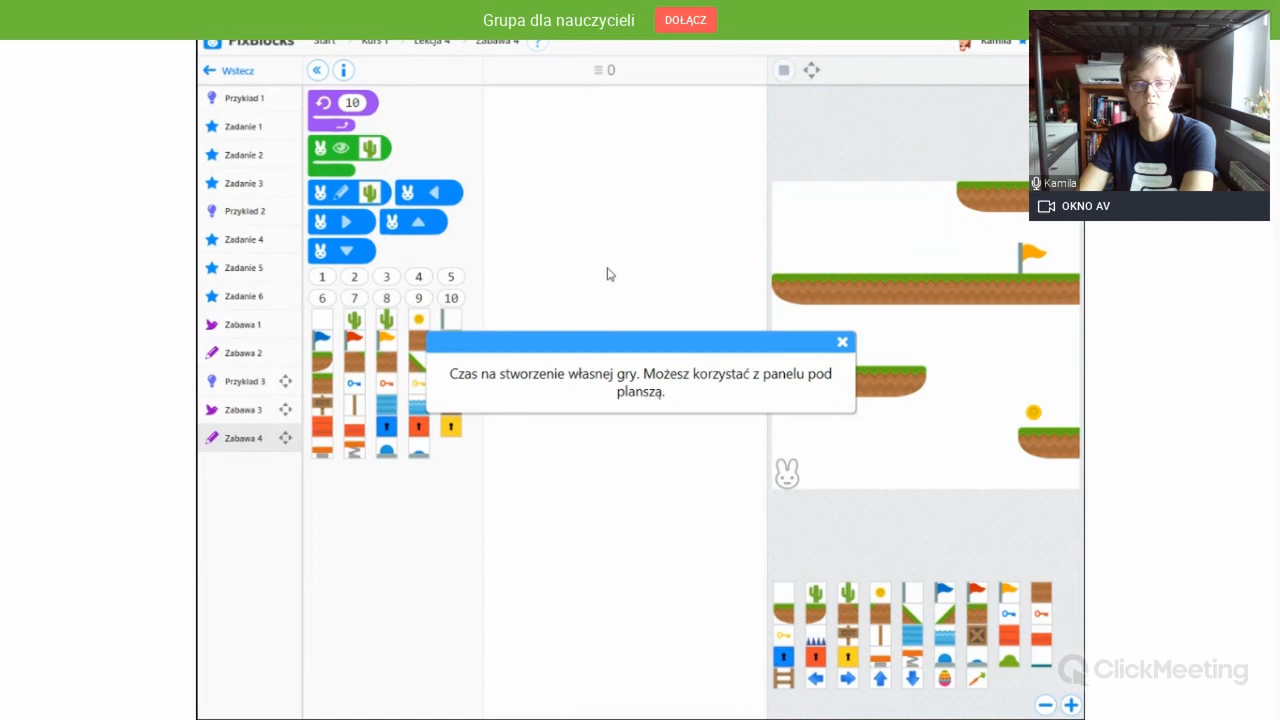 Grupa dla nauczycieli
DOŁĄCZ
PixBlocks
Start
Kurs 1
Lekcja 4
Zabawa 4
?
Kamila
Wstecz
0
Przykład 1
Zadanie 1
Zadanie 2
Zadanie 3
Przykład 2
Zadanie 4
Zadanie 5
Zadanie 6
Zabawa 1
Zabawa 2
Przykład 3
Zabawa 3
Zabawa 4
10
1 2 3 4 5
6 7 8 9 10
Czas na stworzenie własnej gry. Możesz korzystać z panelu pod
planszą.
Kamila
OKNO AV
EXIT
EXIT
ClickMeeting